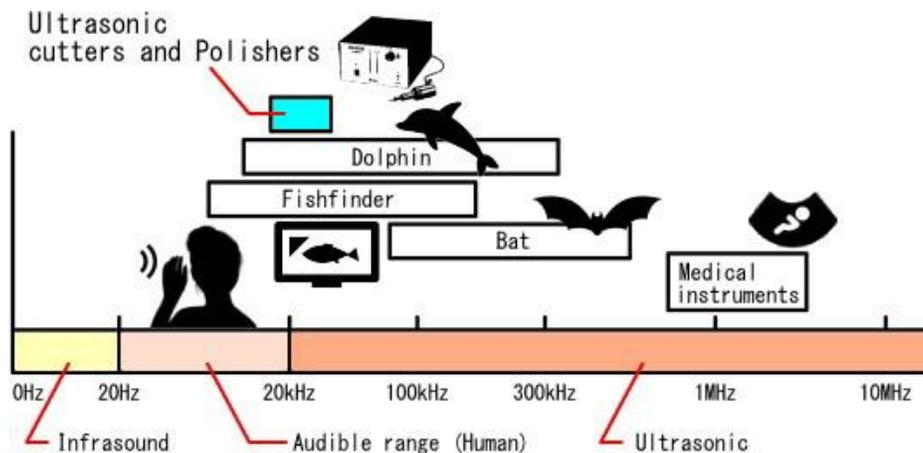 Ultrasonic
cutters and Polishers
Dolphin
Fishfinder
Bat
Medical
instruments
0Hz 20Hz 20kHz 100kHz 300kHz 1MHz 10MHz
Infrasound Audible range (Human) Ultrasonic